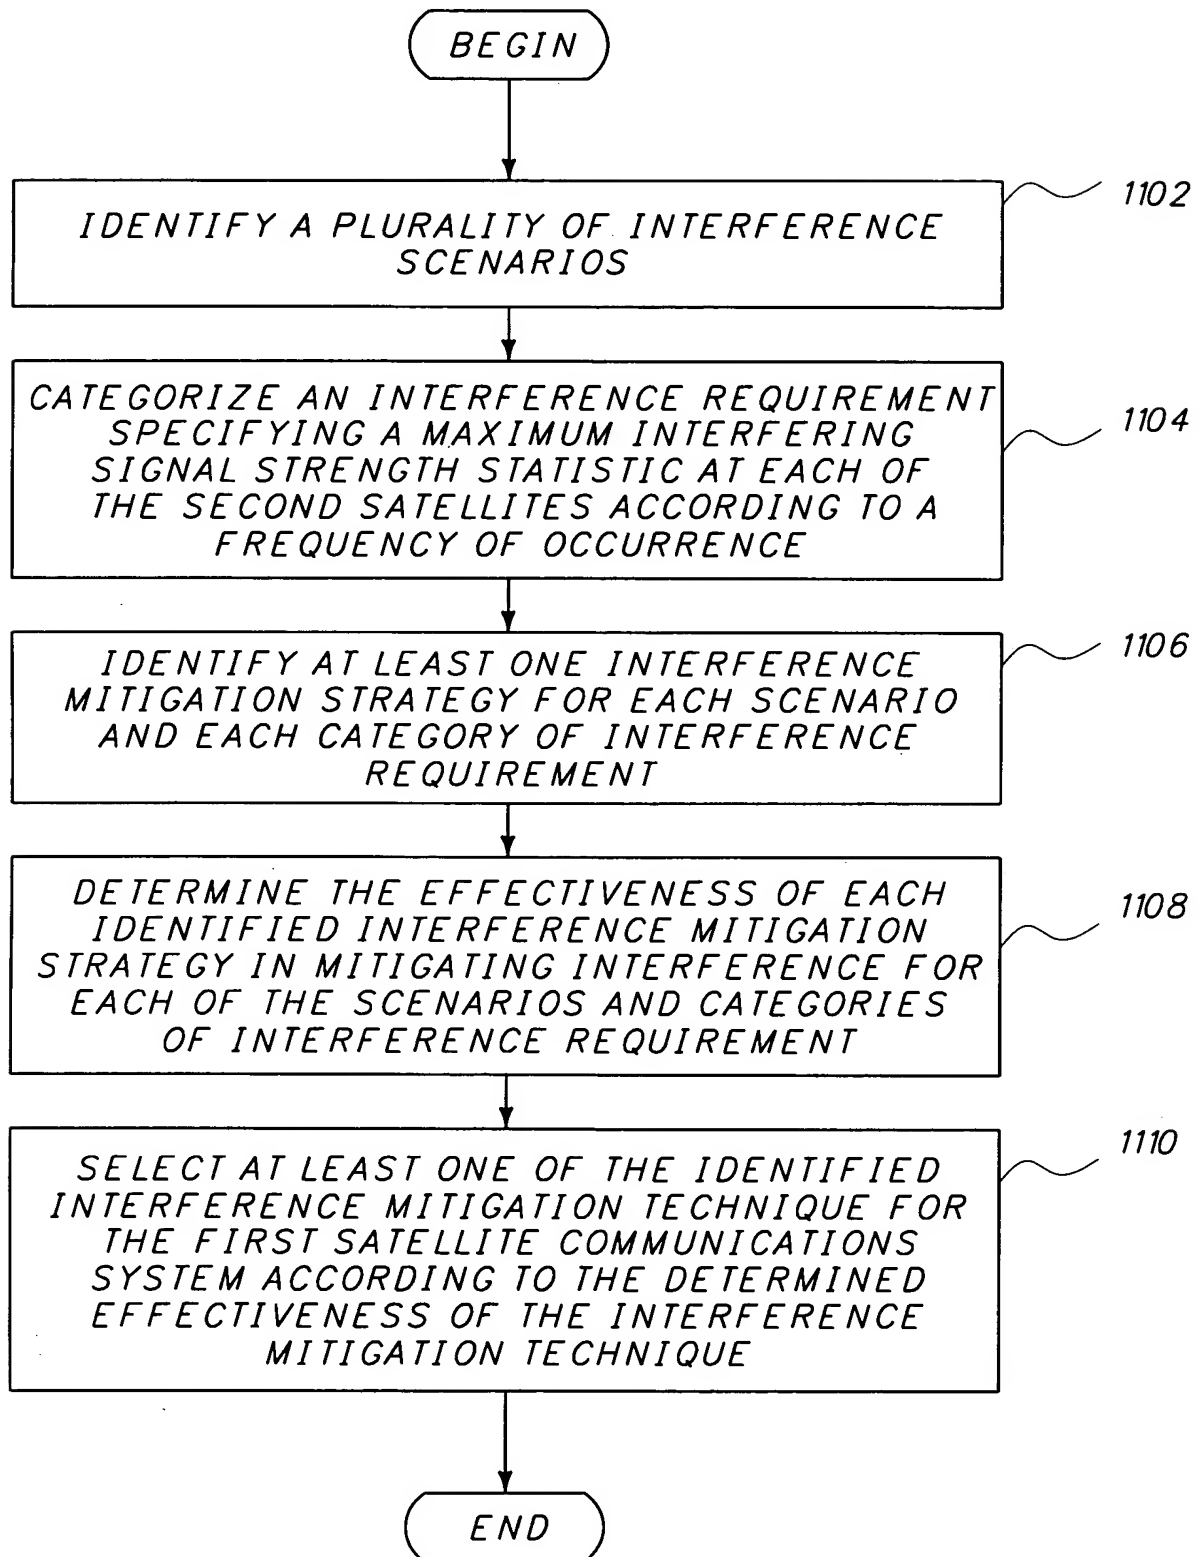 BEGIN
IDENTIFY A PLURALITY OF INTERFERENCE
SCENARIOS
1102
CATEGORIZE AN INTERFERENCE REQUIREMENT
SPECIFYING A MAXIMUM INTERFERING
SIGNAL STRENGTH STATISTIC AT EACH OF
THE SECOND SATELLITES ACCORDING TO A
FREQUENCY OF OCCURRENCE
1104
IDENTIFY AT LEAST ONE INTERFERENCE
MITIGATION STRATEGY FOR EACH SCENARIO
AND EACH CATEGORY OF INTERFERENCE
REQUIREMENT
1106
DETERMINE THE EFFECTIVENESS OF EACH
IDENTIFIED INTERFERENCE MITIGATION
STRATEGY IN MITIGATING INTERFERENCE FOR
EACH OF THE SCENARIOS AND CATEGORIES
OF INTERFERENCE REQUIREMENT
1108
SELECT AT LEAST ONE OF THE IDENTIFIED
INTERFERENCE MITIGATION TECHNIQUE FOR
THE FIRST SATELLITE COMMUNICATIONS
SYSTEM ACCORDING TO THE DETERMINED
EFFECTIVENESS OF THE INTERFERENCE
MITIGATION TECHNIQUE
1110
END